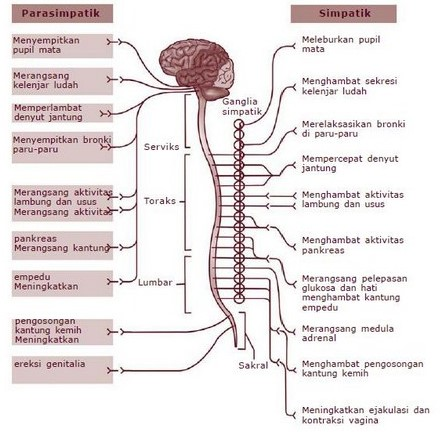 Parasimpatik
Menyempitkan
pupil mata
Merangsang
kelenjar ludah
Memperlambat
denyut jantung
Menyempitkan bronki
paru-paru
Merangsang aktivitas
lambung dan usus
Merangsang aktivitas
pankreas
Merangsang kantung
empedu
Meningkatkan
pengosongan
kantung kemih
Meningkatkan
ereksi genitalia
Ganglia
simpatik
Serviks
Toraks
Lumbar
Sakral
Simpatik
Meleburkan pupil
mata
Menghambat sekresi
kelenjar ludah
Merelaksasikan bronki
di paru-paru
Mempercepat denyut
jantung
Menghambat aktivitas
lambung dan usus
Menghambat aktivitas
pankreas
Merangsang pelepasan
glukosa dan hati
menghambat kantung
empedu
Merangsang medula
adrenal
Menghambat pengosongan
kantung kemih
Meningkatkan ejakulasi dan
kontraksi vagina